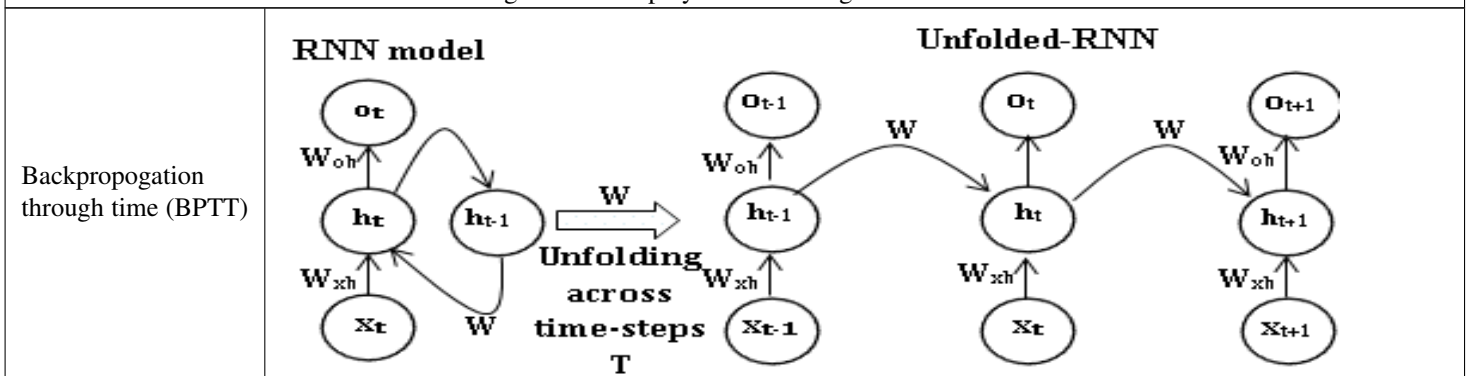 RNN model
Unfolded-RNN
Backpropogation
through time (BPTT)
ot
Woh
ht
ht-1
Wxh
xt
W
W
Unfolding
across
time-steps
T
ot-1
W
ot
W
ot+1
Woh
Woh
ht-1
ht
ht+1
Wxh
Wxh
Wxh
xt-1
xt
xt+1